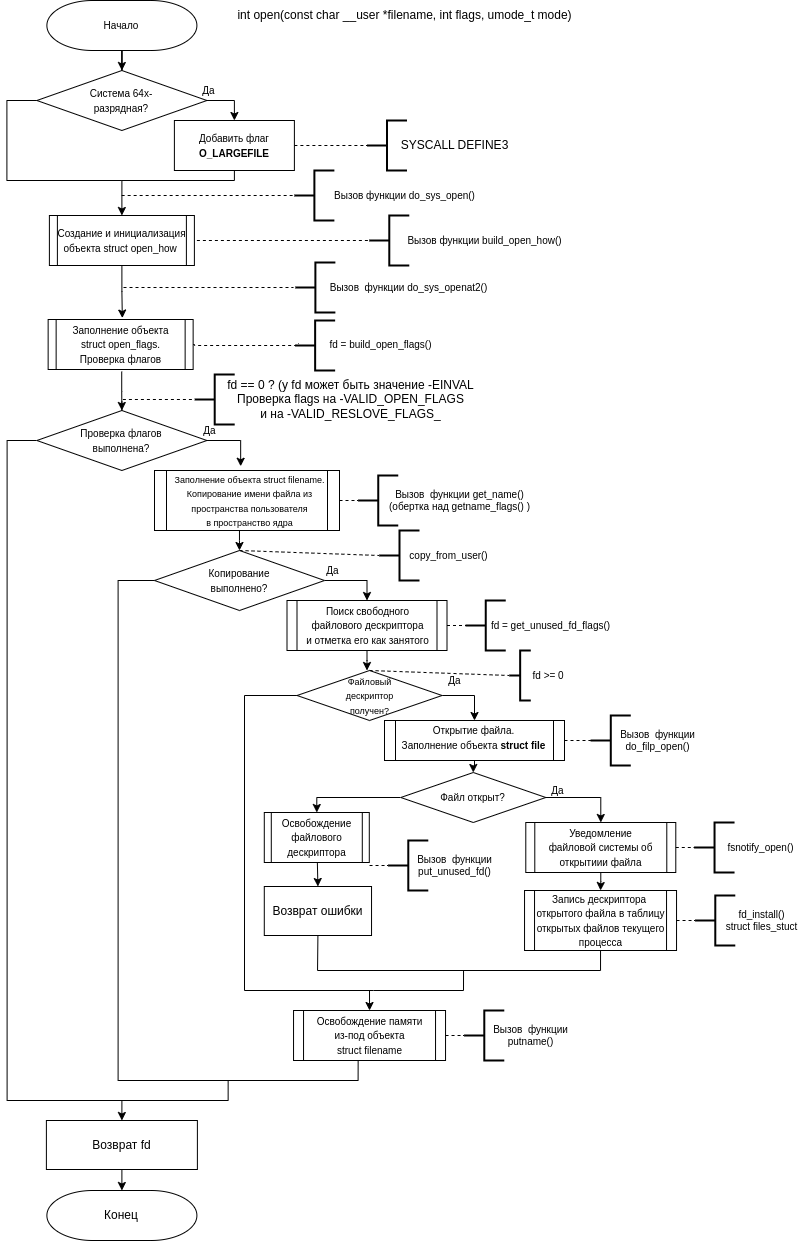 int open(const char __user *filename, int flags, umode_t mode)
Начало
Система 64х-
разрядная?
Да
Добавить флаг
O_LARGEFILE
SYSCALL DEFINE3
Вызов функции do_sys_open()
Создание и инициализация
объекта struct open_how
Вызов функции build_open_how()
Вызов функции do_sys_openat2()
Заполнение объекта
struct open_flags.
Проверка флагов
fd = build_open_flags()
fd == 0 ? (у fd может быть значение -EINVAL
Проверка flags на -VALID_OPEN_FLAGS
и на -VALID_RESLOVE_FLAGS_
Проверка флагов
выполнена?
Да
Заполнение объекта struct filename.
Копирование имени файла из
пространства пользователя
в пространство ядра
Вызов функции get_name()
(обертка над getname_flags() )
copy_from_user()
Копирование
выполнено?
Да
Поиск свободного
файлового дескриптора
и отметка его как занятого
fd = get_unused_fd_flags()
fd >= 0
Файловый
дескриптор
получен?
Да
Открытие файла.
Заполнение объекта struct file
Вызов функции
do_filp_open()
Файл открыт?
Да
Освобождение
файлового
дескриптора
Вызов функции
put_unused_fd()
Возврат ошибки
Уведомление
файловой системы об
открытиии файла
fsnotify_open()
Запись дескриптора
открытого файла в таблицу
открытых файлов текущего
процесса
fd_install()
struct files_stuct
Освобождение памяти
из-под объекта
struct filename
Вызов функции
putname()
Возврат fd
Конец